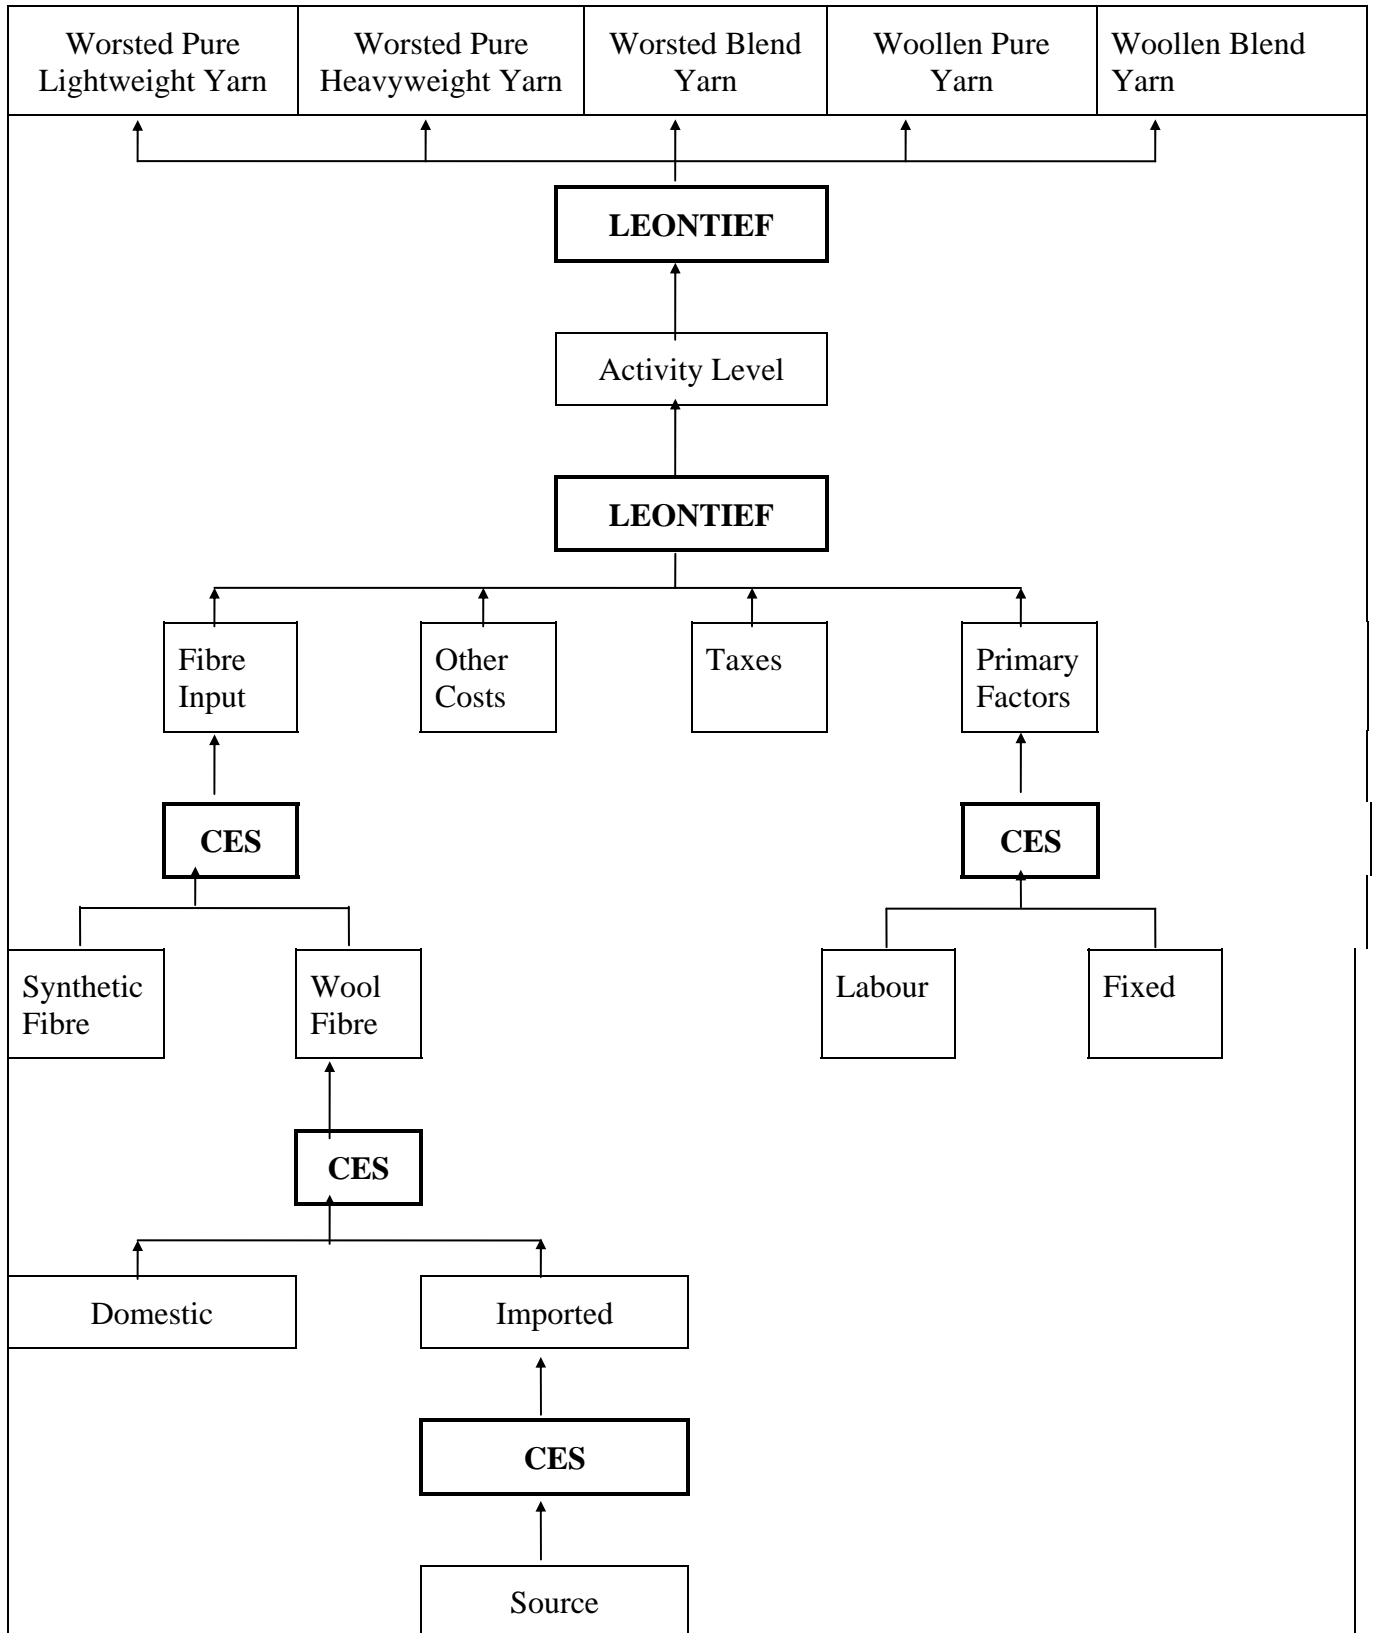 Worsted Pure
Lightweight Yarn
Worsted Pure
Heavyweight Yarn
Worsted Blend
Yarn
Woollen Pure
Yarn
Woollen Blend
Yarn
LEONTIEF
Activity Level
LEONTIEF
Fibre
Input
Other
Costs
Taxes
Primary
Factors
CES
CES
Synthetic
Fibre
Wool
Fibre
Labour
Fixed
CES
Domestic
Imported
CES
Source